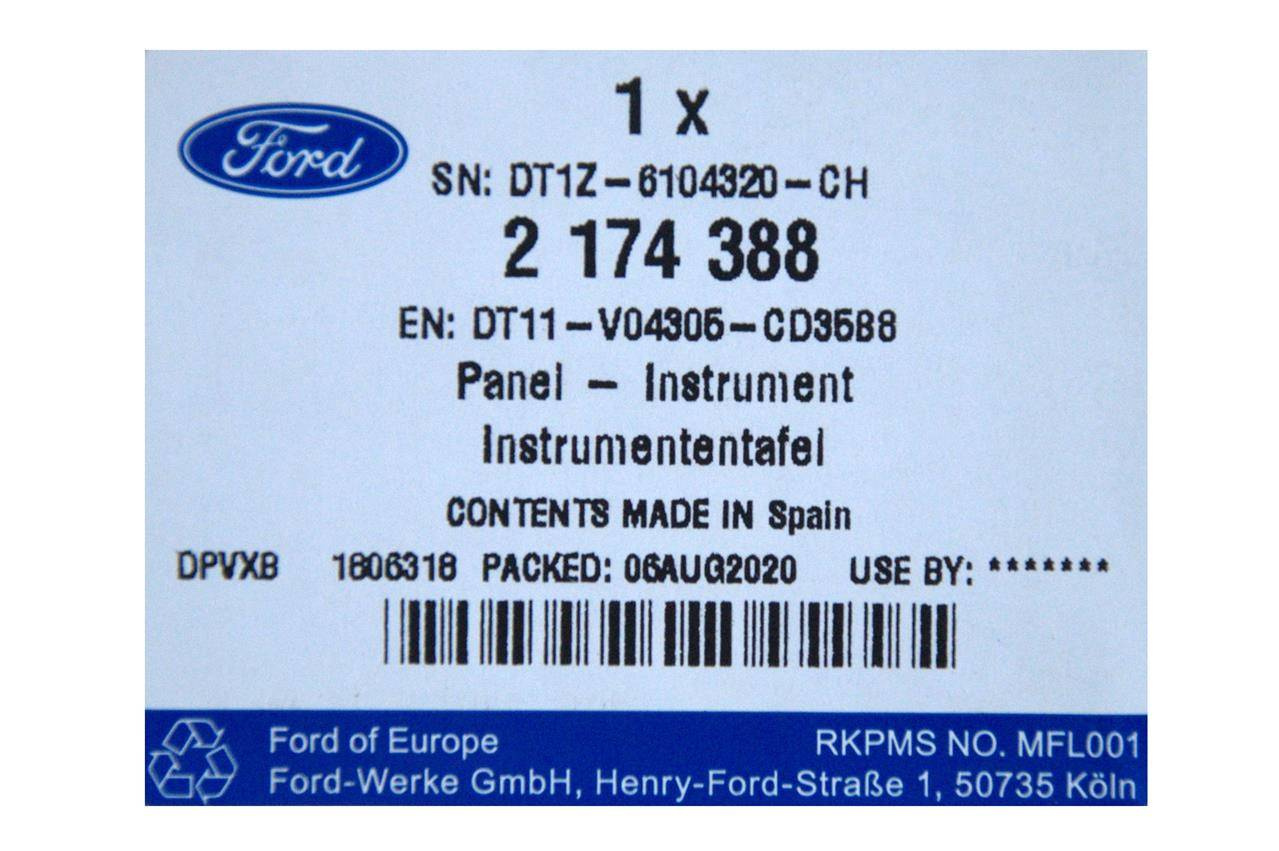 Ford
1 x
SN: DT1Z-6104320-CH
2 174 388
EN: DT11-V04305-CD35B8
Panel - Instrument
Instrumententafel
CONTENTS MADE IN Spain
DPVXB 1806318 PACKED: 06AUG2020 USE BY: *******
Ford of Europe
RKPMS NO. MFL001
Ford-Werke GmbH, Henry-Ford-Straße 1, 50735 Köln